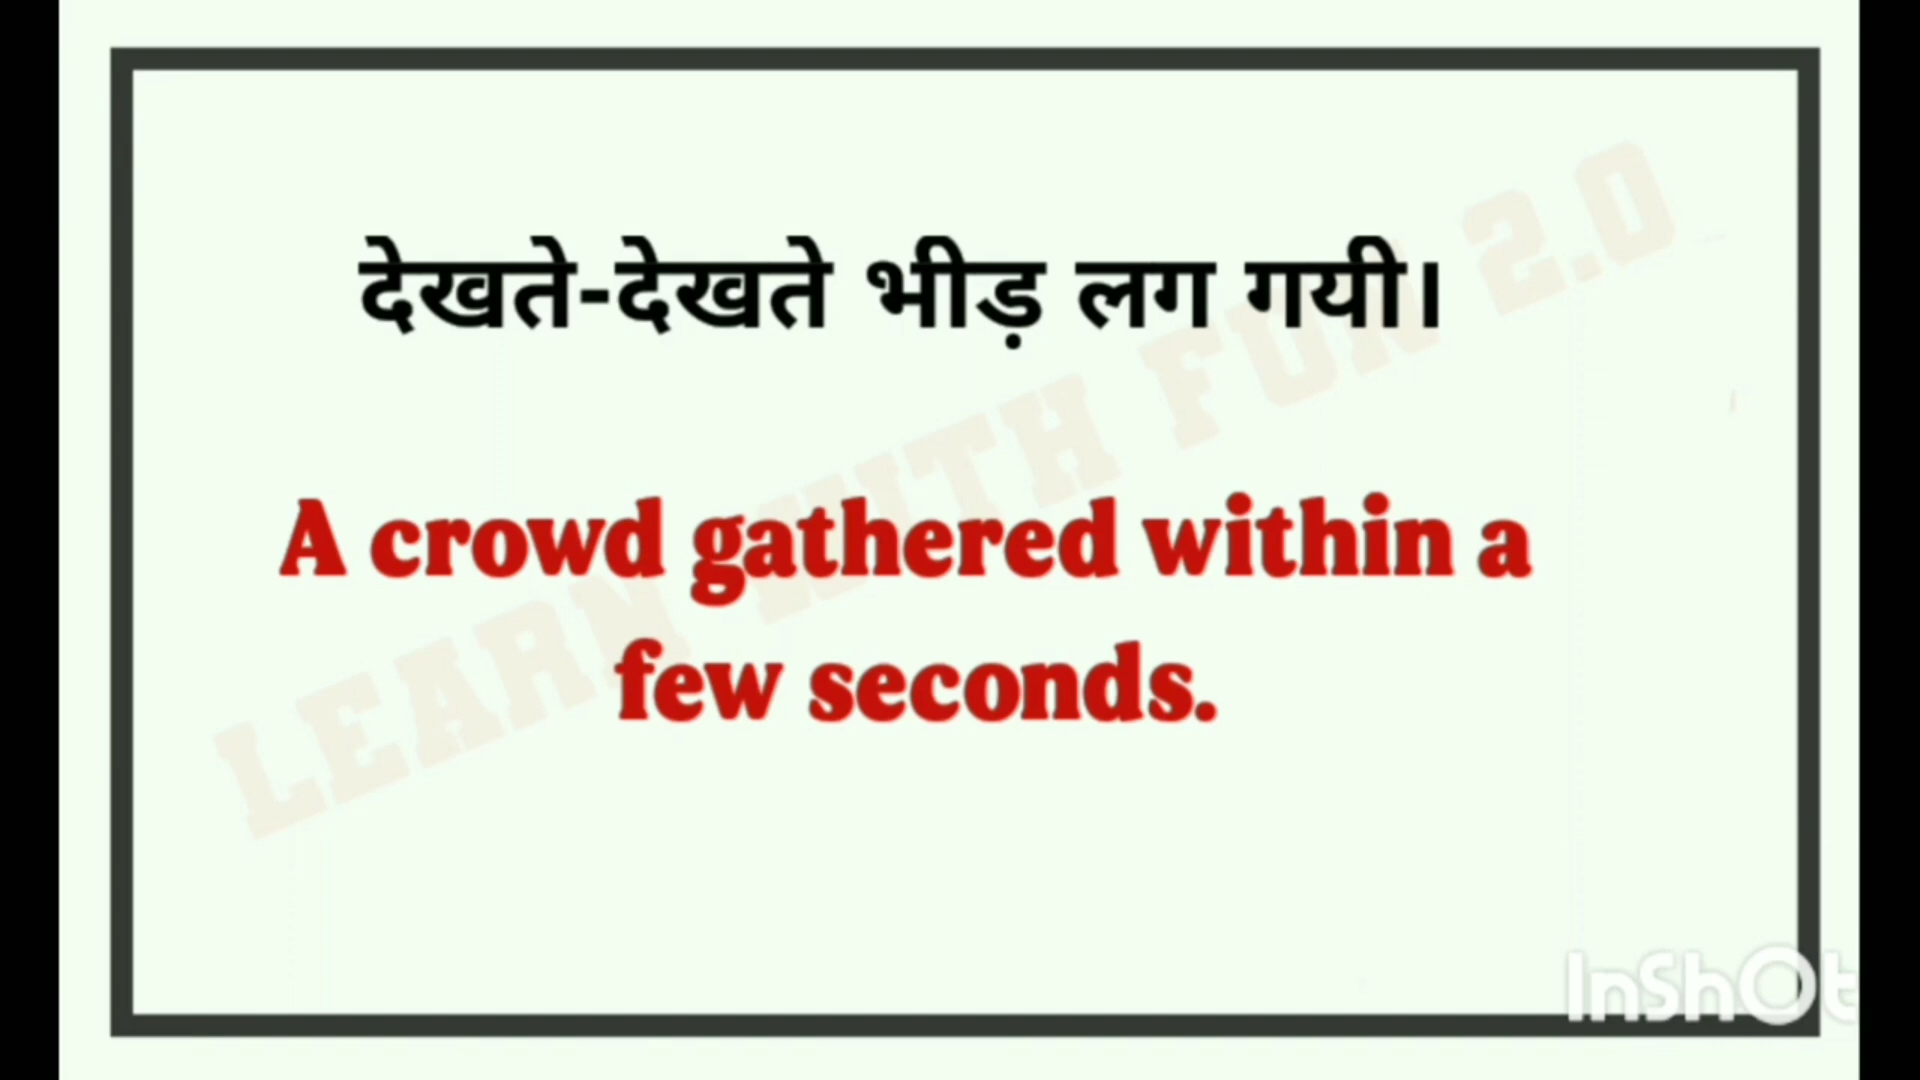 देखते-देखते भीड़ लग गयी।
A crowd gathered within a
few seconds.
LEARN WITH FUN 2.0
InShOt